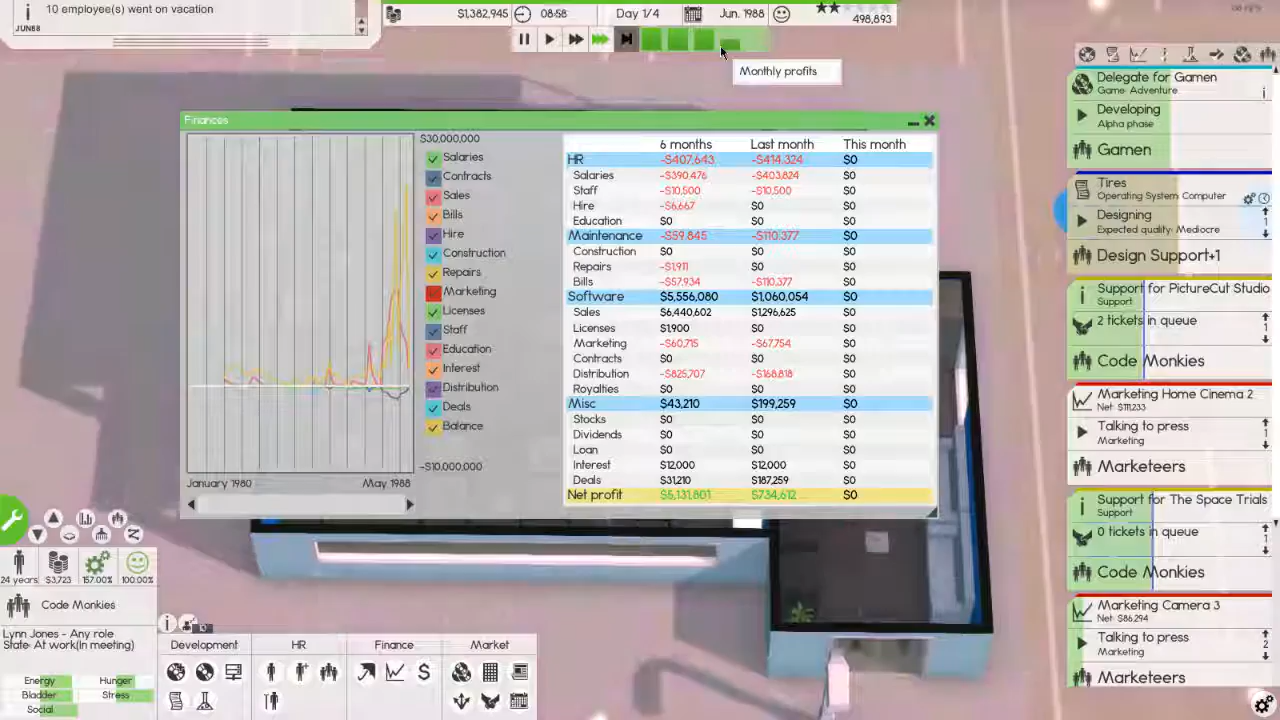 10 employee(s) went on vacation
JUN88
$1,382,945
08:58
Day 1/4
Jun. 1988
498,893
Monthly profits
Finances
$30,000,000
Salaries
Contracts
Sales
Bills
Hire
Construction
Repairs
Marketing
Licenses
Staff
Education
Interest
Distribution
Deals
Balance
-$10,000,000
January 1980 May 1988
6 months Last month This month
HR -$407,643 -$414,324 $0
Salaries -$390,476 -$403,824 $0
Staff -$10,500 -$10,500 $0
Hire -$6,667 $0 $0
Education $0 $0 $0
Maintenance -$59,845 -$110,377 $0
Construction $0 $0 $0
Repairs -$1,911 $0 $0
Bills -$57,934 -$110,377 $0
Software $5,556,080 $1,060,054 $0
Sales $6,440,602 $1,296,625 $0
Licenses $1,900 $0 $0
Marketing -$60,715 -$67,754 $0
Contracts $0 $0 $0
Distribution -$825,707 -$168,818 $0
Royalties $0 $0 $0
Misc $43,210 $199,259 $0
Stocks $0 $0 $0
Dividends $0 $0 $0
Loan $0 $0 $0
Interest $12,000 $12,000 $0
Deals $31,210 $187,259 $0
Net profit $5,131,801 $734,612 $0
Delegate for Gamen
Game: Adventure
Developing
Alpha phase
Gamen
Tires
Operating System: Computer
Designing
Expected quality: Mediocre
1
Design Support+1
Support for PictureCut Studio
Support
2 tickets in queue
1
Code Monkies
Marketing Home Cinema 2
Net: $111,233
Talking to press
Marketing
1
Marketeers
Support for The Space Trials
Support
0 tickets in queue
1
Code Monkies
Marketing Camera 3
Net: $86,294
Talking to press
Marketing
2
Marketeers
24 years $3,723 157.00% 100.00%
Code Monkies
Lynn Jones - Any role
State: At work(In meeting)
Energy Hunger
Bladder Stress
Social
Development HR Finance Market